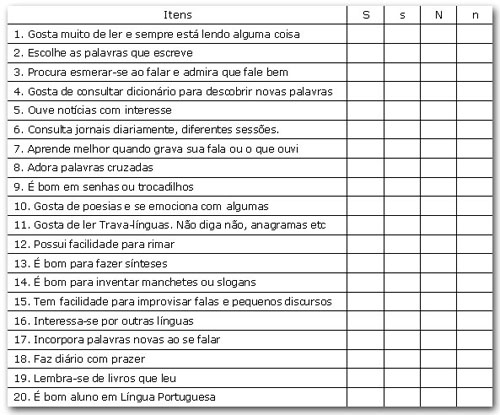 Itens S s N n
1. Gosta muito de ler e sempre está lendo alguma coisa
2. Escolhe as palavras que escreve
3. Procura esmerar-se ao falar e admira que fale bem
4. Gosta de consultar dicionário para descobrir novas palavras
5. Ouve notícias com interesse
6. Consulta jornais diariamente, diferentes sessões.
7. Aprende melhor quando grava sua fala ou o que ouvi
8. Adora palavras cruzadas
9. É bom em senhas ou trocadilhos
10. Gosta de poesias e se emociona com algumas
11. Gosta de ler Trava-línguas. Não diga não, anagramas etc
12. Possui facilidade para rimar
13. É bom para fazer sínteses
14. É bom para inventar manchetes ou slogans
15. Tem facilidade para improvisar falas e pequenos discursos
16. Interessa-se por outras línguas
17. Incorpora palavras novas ao se falar
18. Faz diário com prazer
19. Lembra-se de livros que leu
20. É bom aluno em Língua Portuguesa